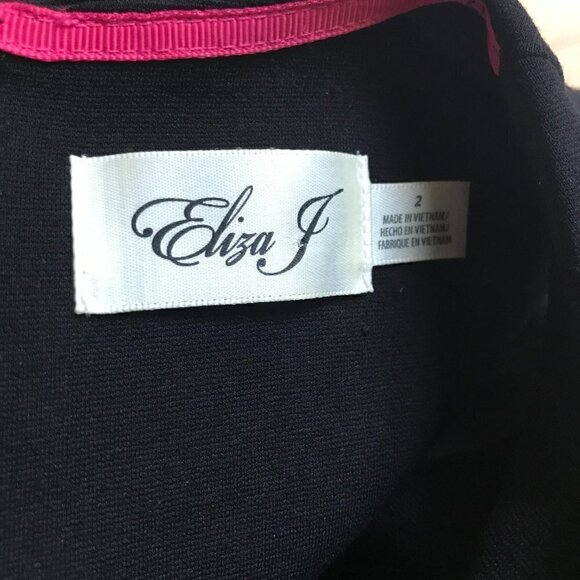 Eliza J
2
MADE IN VIETNAM/
HECHO EN VIETNAM/
FABRIQUE EN VIETNAM